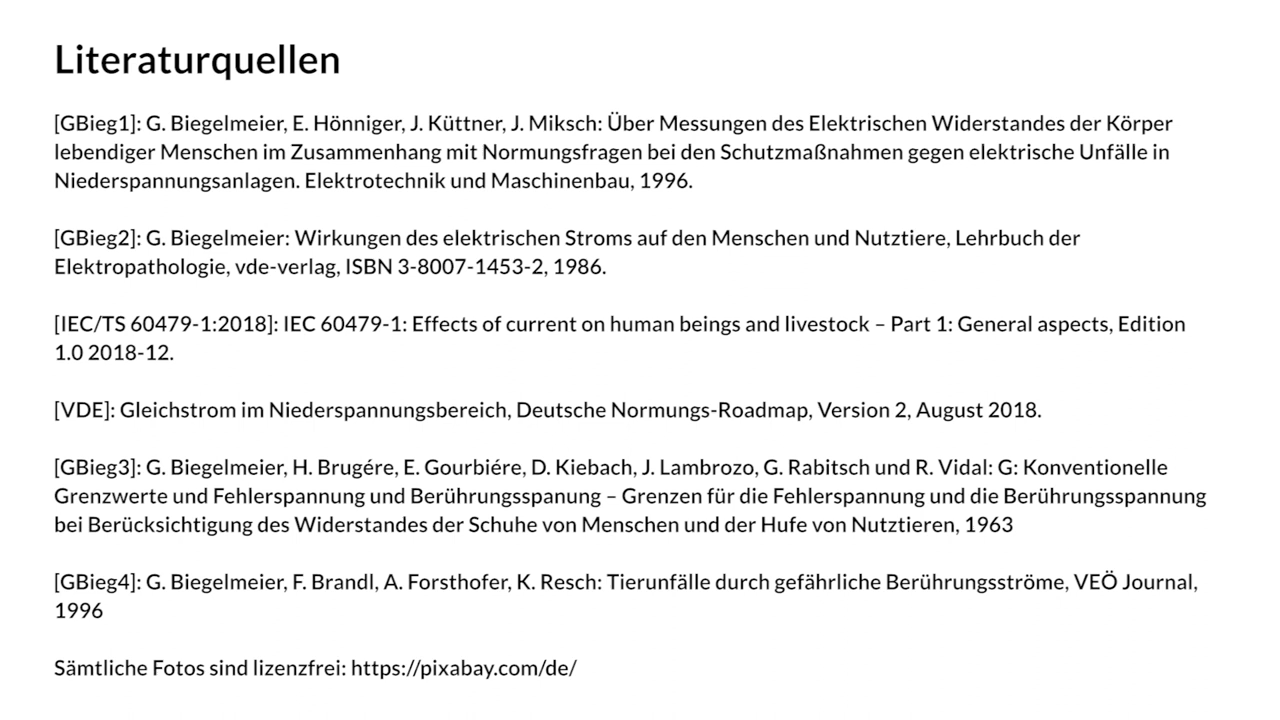 Literaturquellen
[GBieg1]: G. Biegelmeier, E. Hönniger, J. Küttner, J. Miksch: Über Messungen des Elektrischen Widerstandes der Körper
lebendiger Menschen im Zusammenhang mit Normungsfragen bei den Schutzmaßnahmen gegen elektrische Unfälle in
Niederspannungsanlagen. Elektrotechnik und Maschinenbau, 1996.
[GBieg2]: G. Biegelmeier: Wirkungen des elektrischen Stroms auf den Menschen und Nutztiere, Lehrbuch der
Elektropathologie, vde-verlag, ISBN 3-8007-1453-2, 1986.
[IEC/TS 60479-1:2018]: IEC 60479-1: Effects of current on human beings and livestock – Part 1: General aspects, Edition
1.0 2018-12.
[VDE]: Gleichstrom im Niederspannungsbereich, Deutsche Normungs-Roadmap, Version 2, August 2018.
[GBieg3]: G. Biegelmeier, H. Brugére, E. Gourbiére, D. Kiebach, J. Lambrozo, G. Rabitsch und R. Vidal: G: Konventionelle
Grenzwerte und Fehlerspannung und Berührungsspanung – Grenzen für die Fehlerspannung und die Berührungsspannung
bei Berücksichtigung des Widerstandes der Schuhe von Menschen und der Hufe von Nutztieren, 1963
[GBieg4]: G. Biegelmeier, F. Brandl, A. Forsthofer, K. Resch: Tierunfälle durch gefährliche Berührungsströme, VEÖ Journal,
1996
Sämtliche Fotos sind lizenzfrei: https://pixabay.com/de/